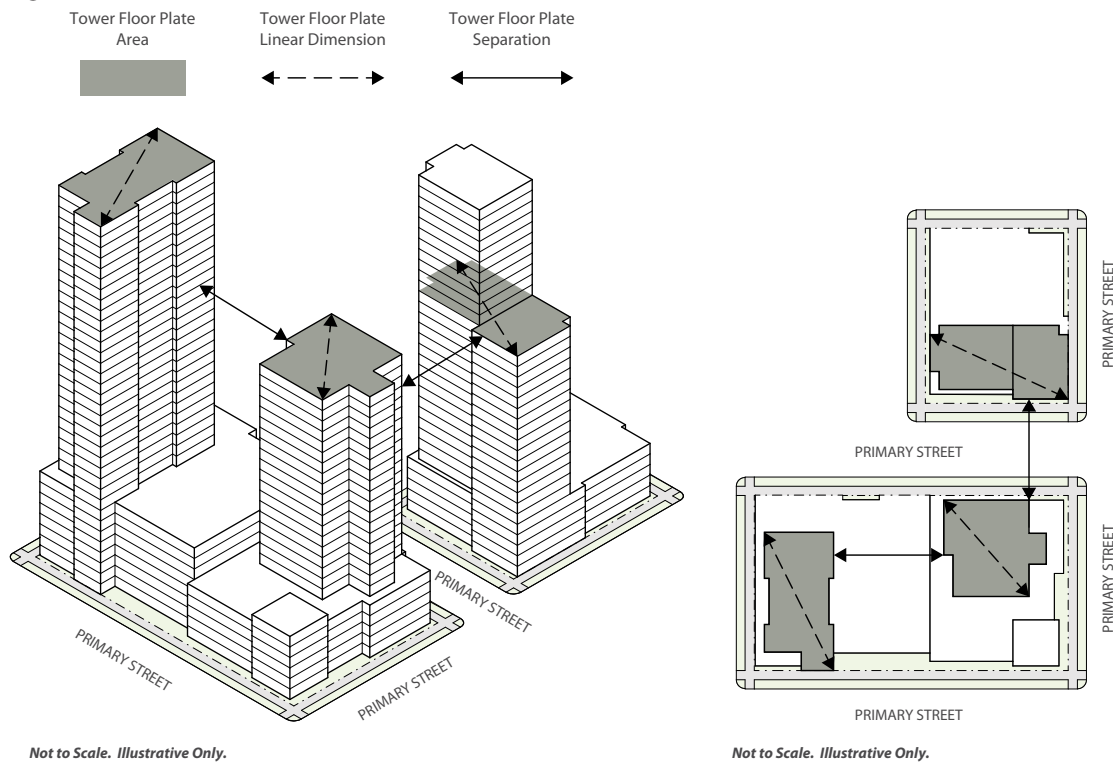 Tower Floor Plate
Area
Tower Floor Plate
Linear Dimension
Tower Floor Plate
Separation
PRIMARY STREET
PRIMARY STREET
PRIMARY STREET
Not to Scale. Illustrative Only.
PRIMARY STREET
PRIMARY STREET
PRIMARY STREET
PRIMARY STREET
Not to Scale. Illustrative Only.